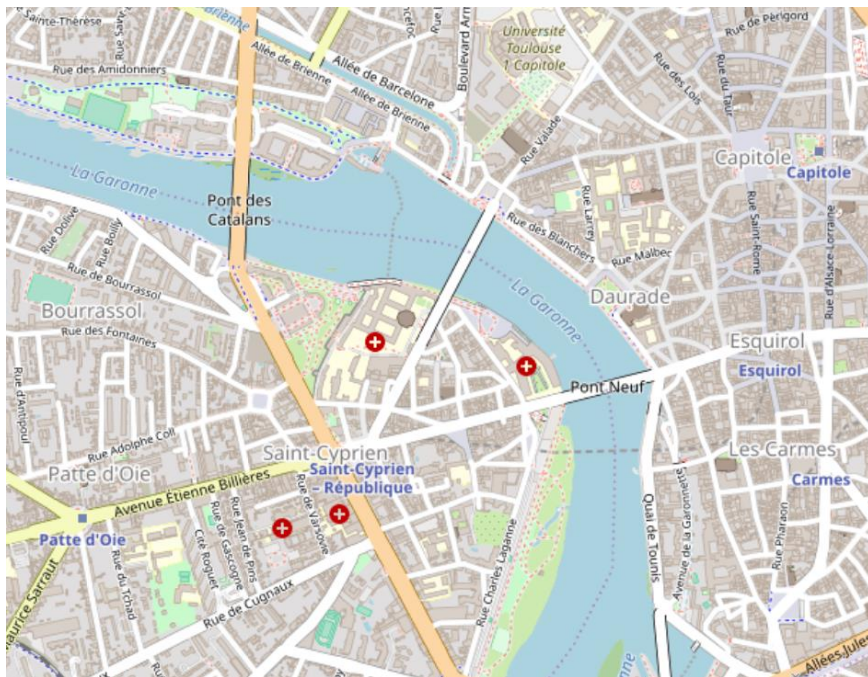 Sainte-Thérèse
Rue des Amidonniers
Allée de Brienne
Allée de Barcelone
Allée de Brienne
Boulevard Arm
Université
Toulouse
1 Capitole
Rue de Périgord
Rue des Lois
Rue du Taur
Rue Valade
Capitole
Capitole
La Garonne
Pont des
Catalans
Rue Dolive
Rue Boilly
Rue de Bourrassol
Bourrassol
Rue des Fontaines
Rue des Blanchers
Rue Larrey
Rue Malbec
Rue Saint-Rome
Rue d'Alsace-Lorraine
La Garonne
Daurade
Esquirol
Esquirol
Pont Neuf
Rue d'Antipoul
Rue Adolphe Coll
Patte d'Oie
Saint-Cyprien
Saint-Cyprien
– République
Avenue Étienne Billières
Les Carmes
Carmes
Patte d'Oie
Rue de Varsovie
Rue Jean de Pins
Rue de Gascogne
Cité Roguet
Rue du Tchad
Rue de Cugnaux
Maurice Sarraut
Rue Charles Laganne
Quai de Tounis
Avenue de la Garonnette
Rue Pharaon
Allées Jules